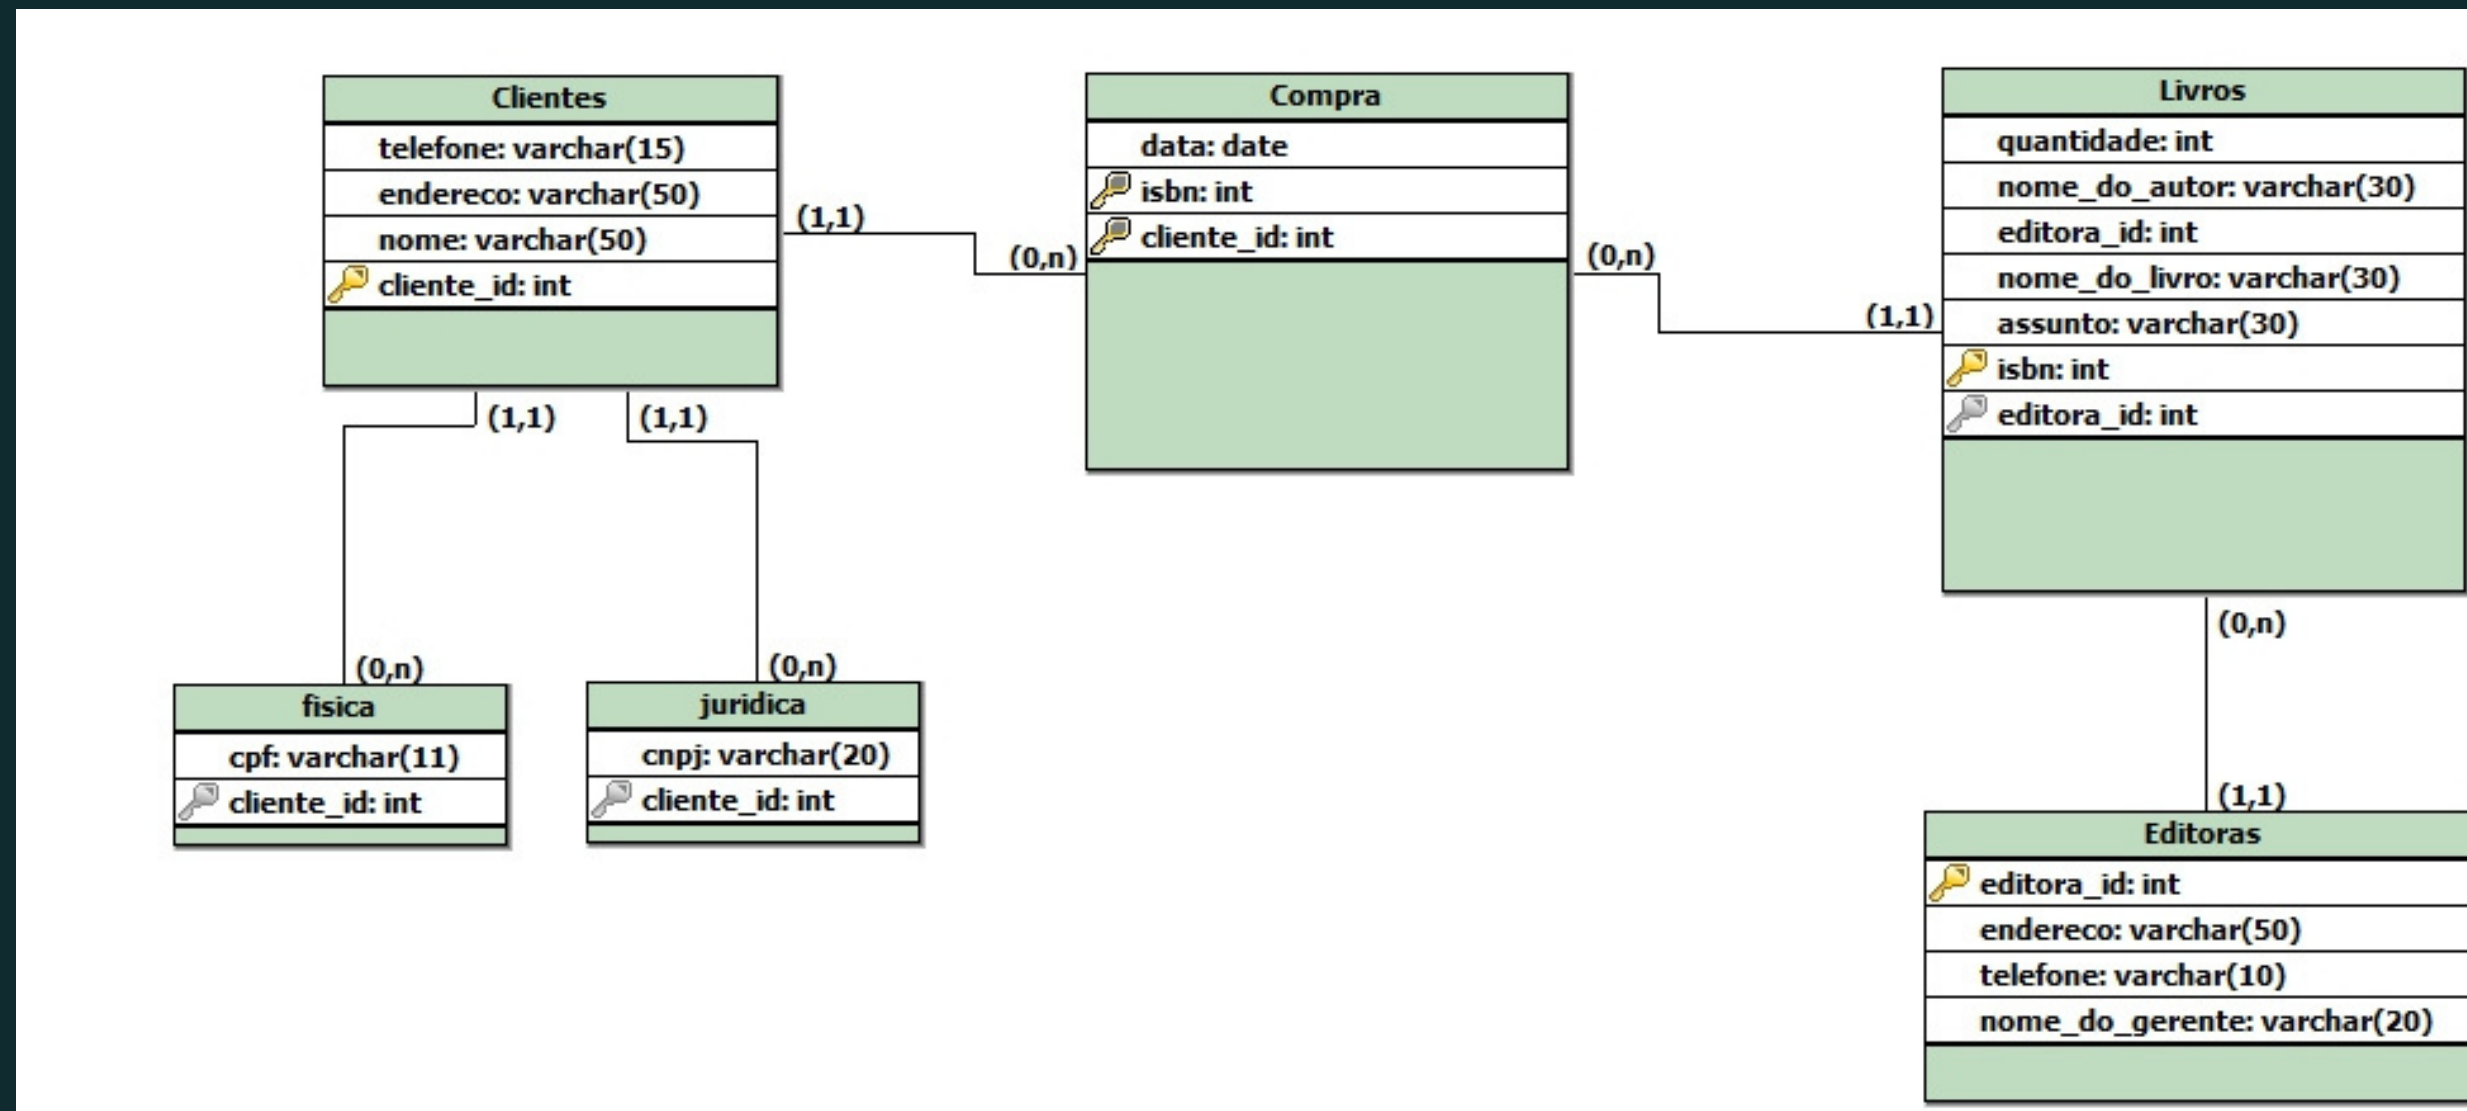 Clientes
telefone: varchar(15)
endereco: varchar(50)
nome: varchar(50)
cliente_id: int
(1,1)
(0,n)
Compra
data: date
isbn: int
cliente_id: int
(0,n)
(1,1)
Livros
quantidade: int
nome_do_autor: varchar(30)
editora_id: int
nome_do_livro: varchar(30)
assunto: varchar(30)
isbn: int
editora_id: int
(1,1)
(1,1)
(0,n)
(0,n)
fisica
cpf: varchar(11)
cliente_id: int
juridica
cnpj: varchar(20)
cliente_id: int
(0,n)
(1,1)
Editoras
editora_id: int
endereco: varchar(50)
telefone: varchar(10)
nome_do_gerente: varchar(20)